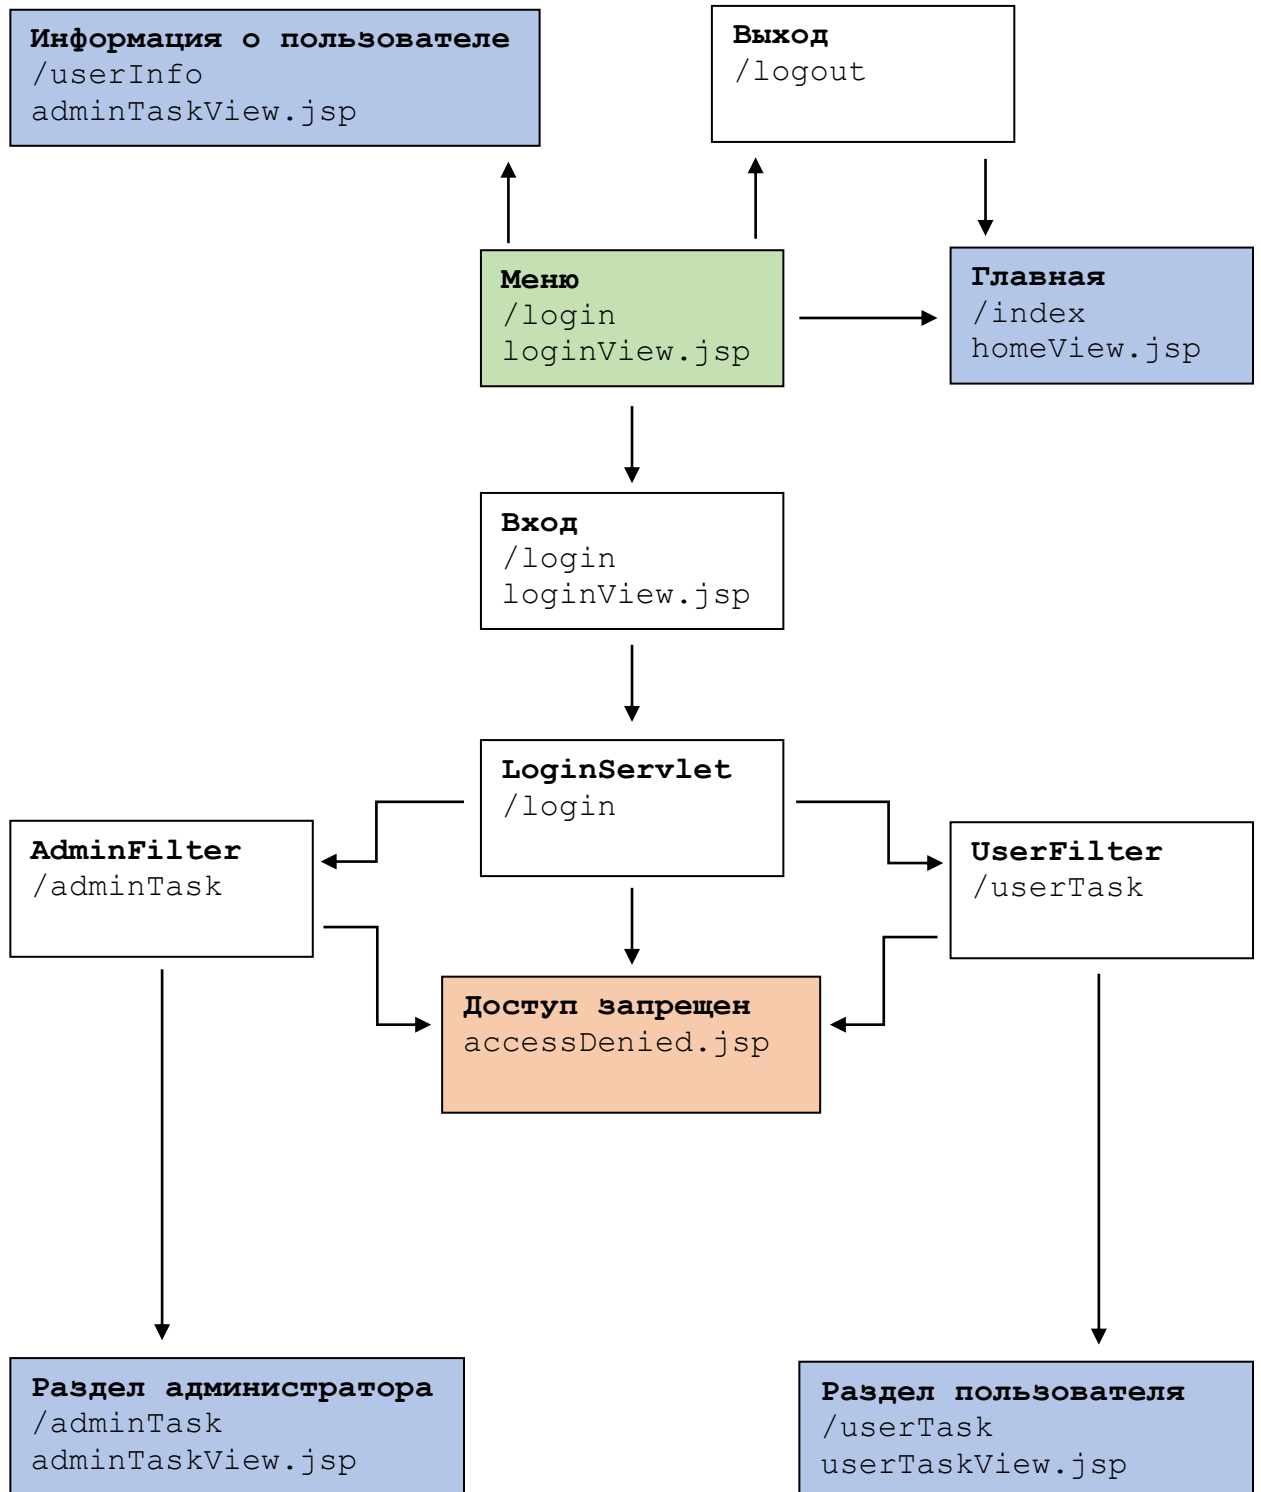 Информация о пользователе
/userInfo
adminTaskView.jsp
Выход
/logout
Меню
/login
loginView.jsp
Главная
/index
homeView.jsp
Вход
/login
loginView.jsp
LoginServlet
/login
AdminFilter
/adminTask
UserFilter
/userTask
Доступ запрещен
accessDenied.jsp
Раздел администратора
/adminTask
adminTaskView.jsp
Раздел пользователя
/userTask
userTaskView.jsp